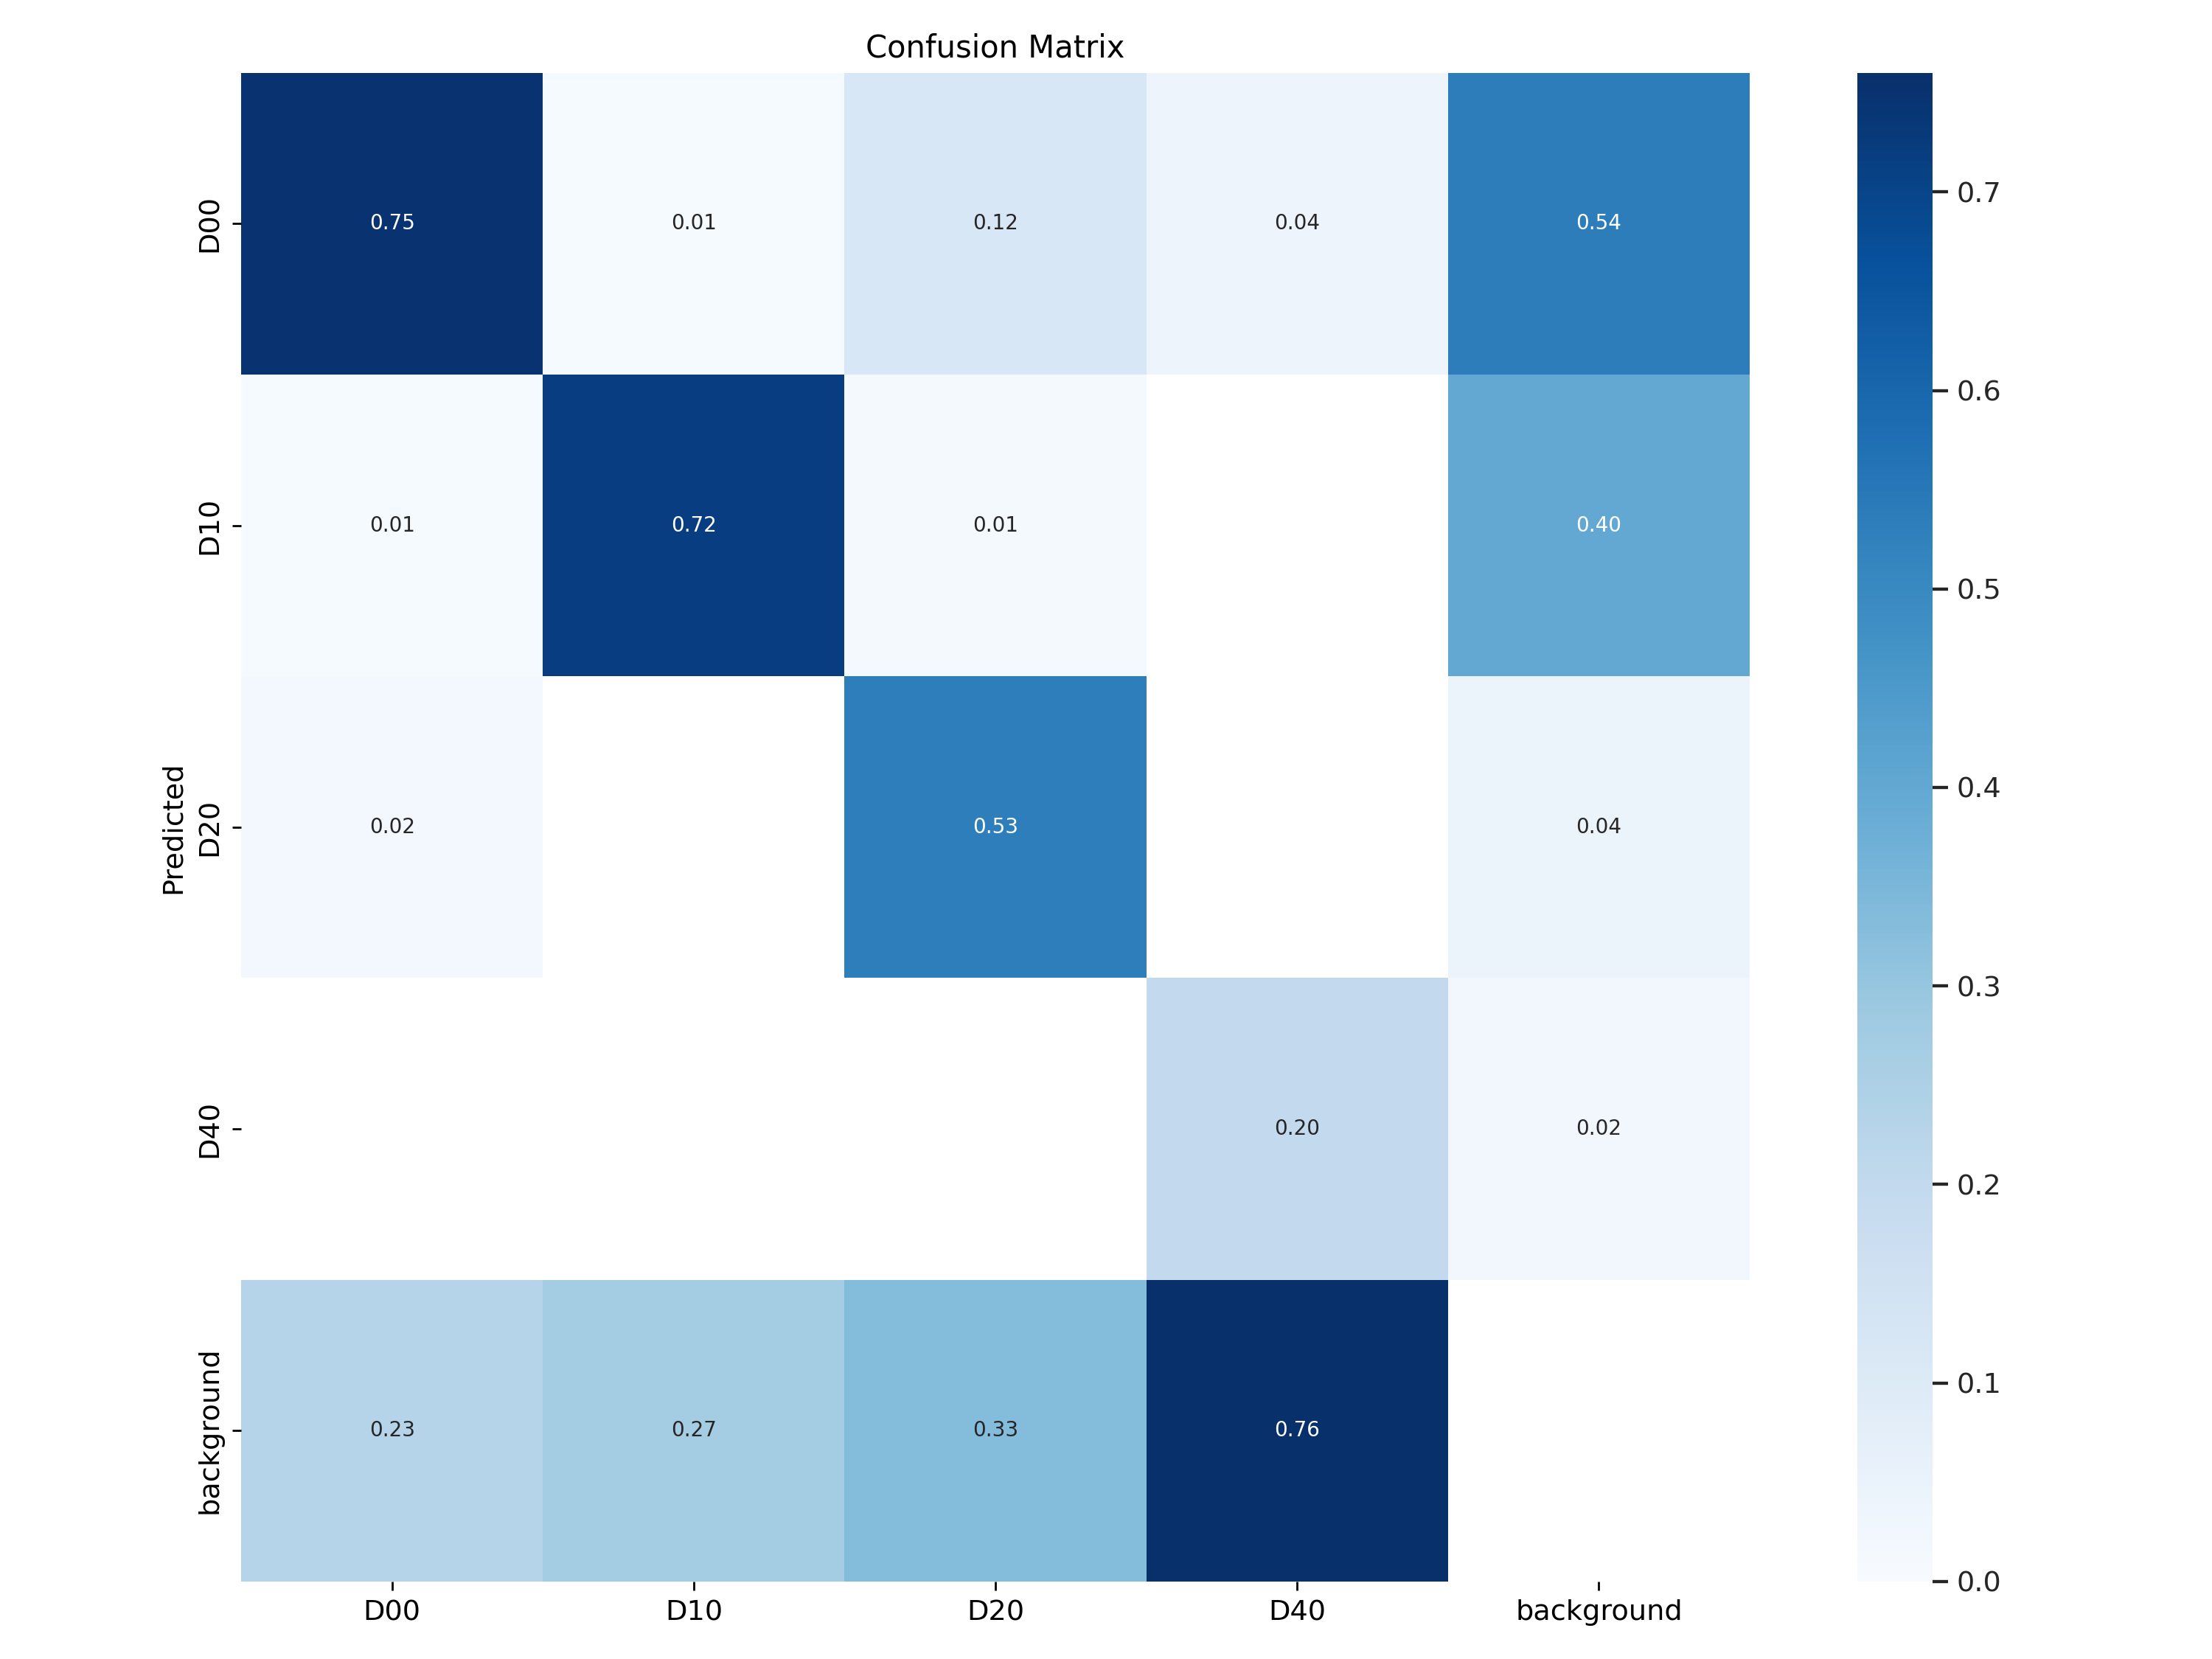 Confusion Matrix
D00 0.75 0.01 0.12 0.04 0.54
D10 0.01 0.72 0.01 0.40
Predicted
D20 0.02 0.53 0.04
D40 0.20 0.02
background 0.23 0.27 0.33 0.76
D00 D10 D20 D40 background
0.7
0.6
0.5
0.4
0.3
0.2
0.1
0.0